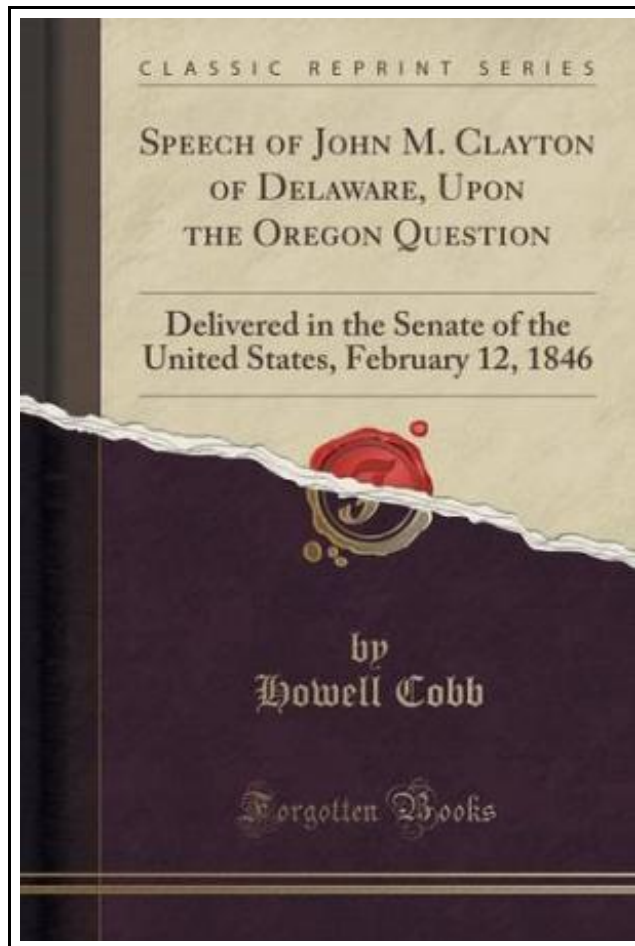 CLASSIC REPRINT SERIES
SPEECH OF JOHN M. CLAYTON
OF DELAWARE, UPON
THE OREGON QUESTION
Delivered in the Senate of the
United States, February 12, 1846
by
Howell Cobb
Forgotten Books